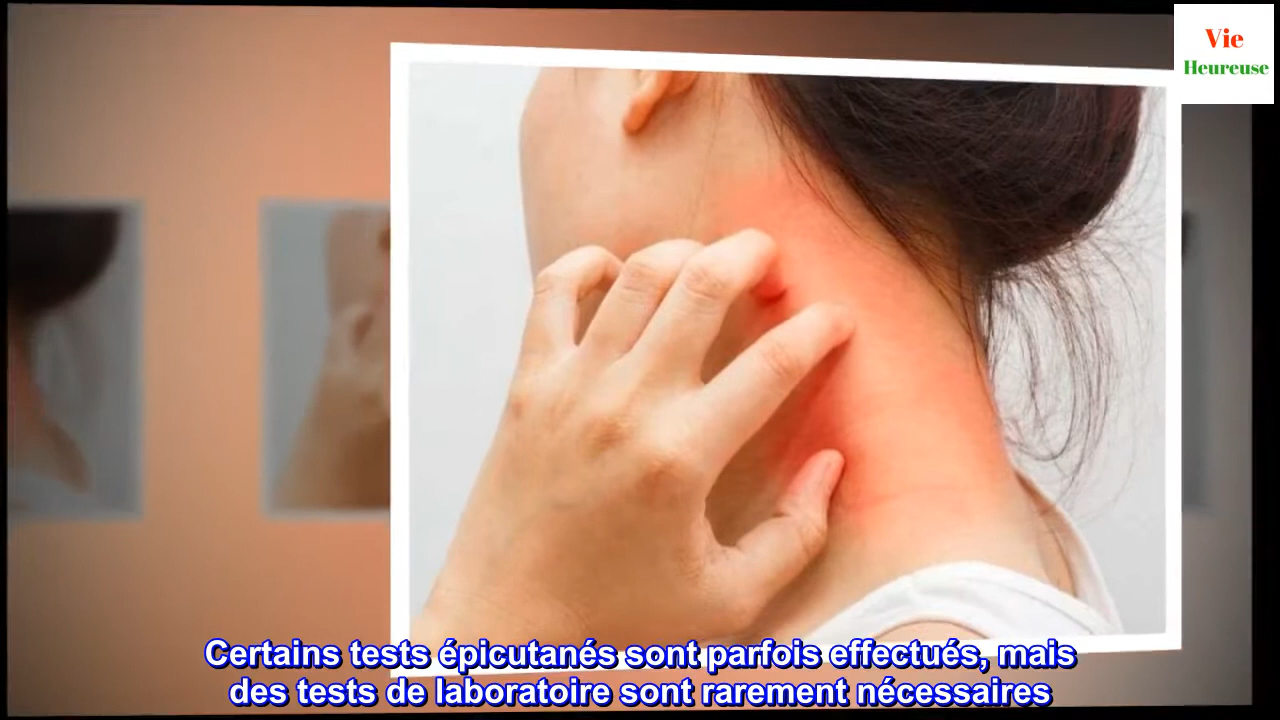 Vie
Heureuse
Certains tests épicutanés sont parfois effectués, mais
des tests de laboratoire sont rarement nécessaires